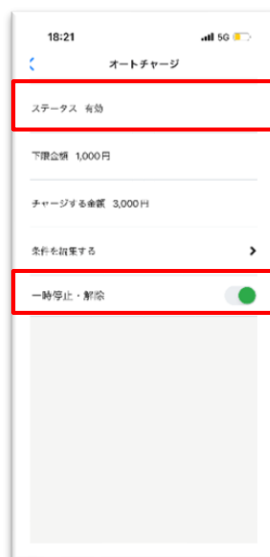 18:21 5G
オートチャージ
ステータス 有効
下限金額 1,000円
チャージする金額 3,000円
条件を編集する
一時停止・解除